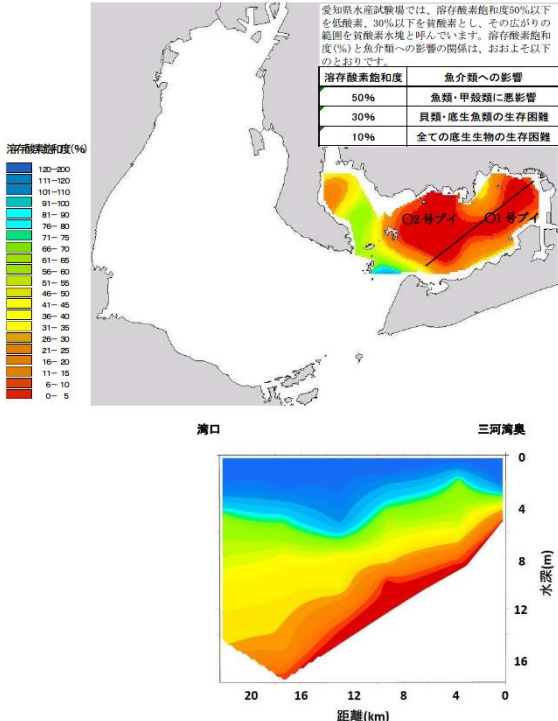 愛知県水産試験場では、溶存酸素飽和度50%以下
を低酸素、30%以下を貧酸素とし、その広がりの
範囲を貧酸素水塊と呼んでいます。溶存酸素飽和
度(%)と魚介類への影響の関係は、おおよそ以下
のとおりです。
溶存酸素飽和度 魚介類への影響
50% 魚類・甲殻類に悪影響
30% 貝類・底生魚類の生存困難
10% 全ての底生生物の生存困難
溶存酸素飽和度(%)
120-200
111-120
101-110
91-100
81- 90
76- 80
71- 75
66- 70
61- 65
56- 60
51- 55
46- 50
41- 45
36- 40
31- 35
26- 30
21- 25
16- 20
11- 15
6- 10
0- 5
〇2号ブイ
〇1号ブイ
湾口
三河湾奥
0
4
8
12
16
水深(m)
20 16 12 8 4 0
距離(km)